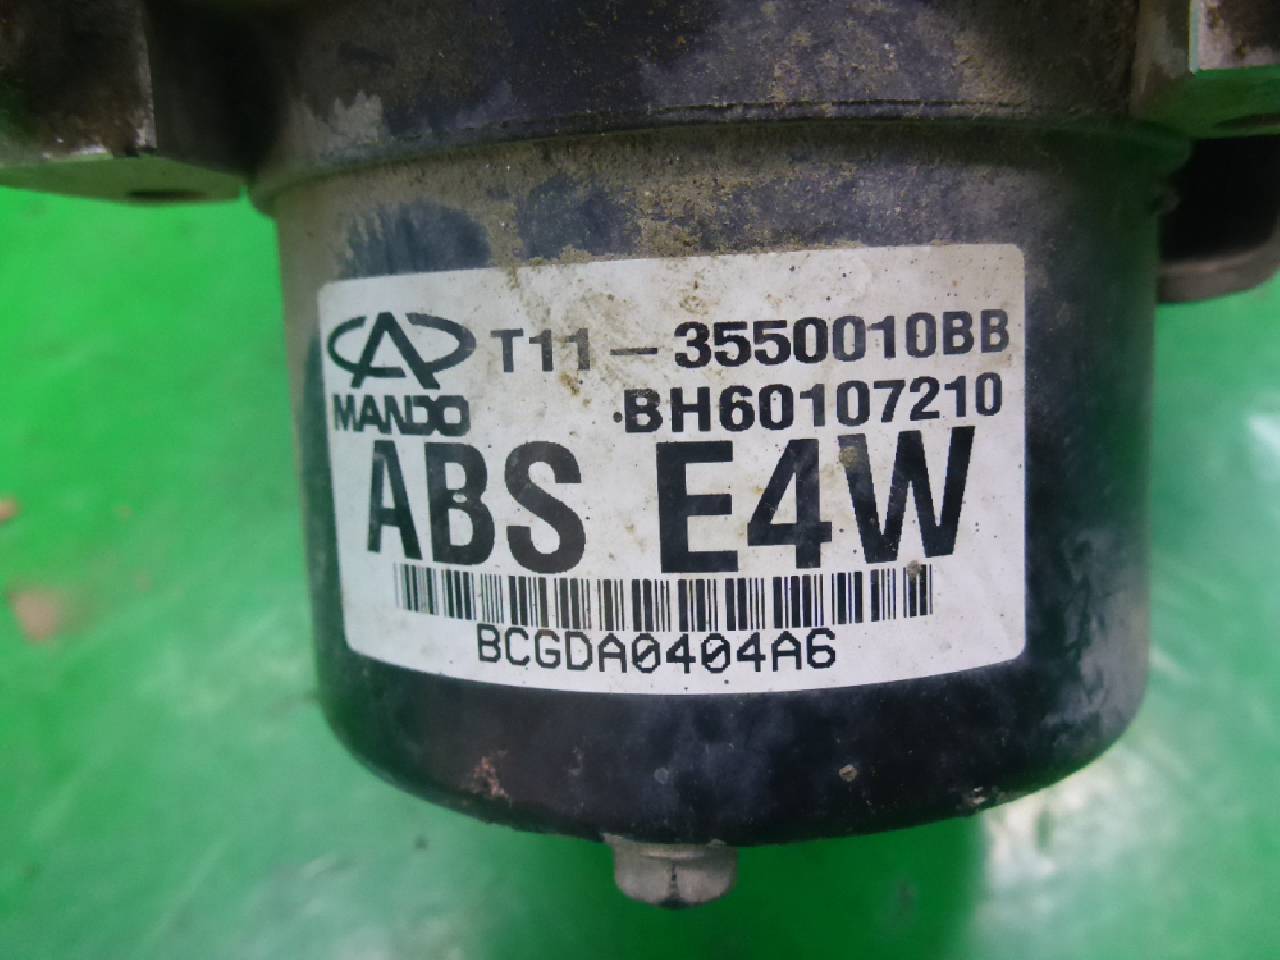 T11-3550010BB
MANDO
BH60107210
ABS E4W
BCGDA0404A6